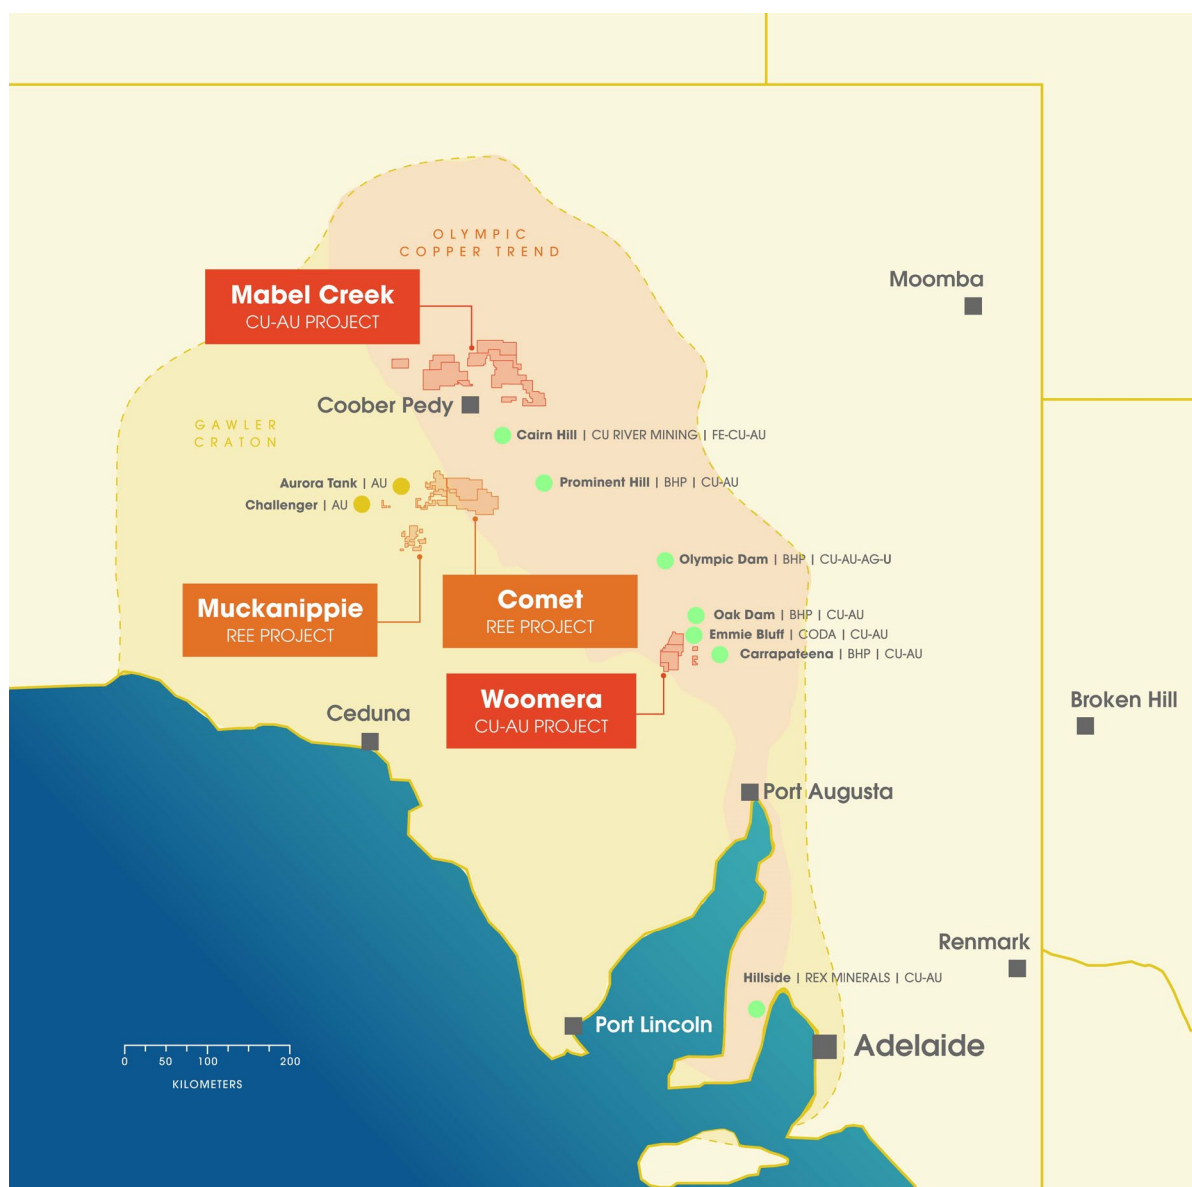 OLYMPIC
COPPER TREND
Moomba
Mabel Creek
CU-AU PROJECT
Coober Pedy
GAWLER
CRATON
Cairn Hill | CU RIVER MINING | FE-CU-AU
Aurora Tank | AU
Prominent Hill | BHP | CU-AU
Challenger | AU
Olympic Dam | BHP | CU-AU-AG-U
Muckanippie
REE PROJECT
Comet
REE PROJECT
Oak Dam | BHP | CU-AU
Emmie Bluff | CODA | CU-AU
Carrapateena | BHP | CU-AU
Woomera
CU-AU PROJECT
Ceduna
Broken Hill
Port Augusta
Renmark
Hillside | REX MINERALS | CU-AU
Port Lincoln
Adelaide
0 50 100 200
KILOMETERS